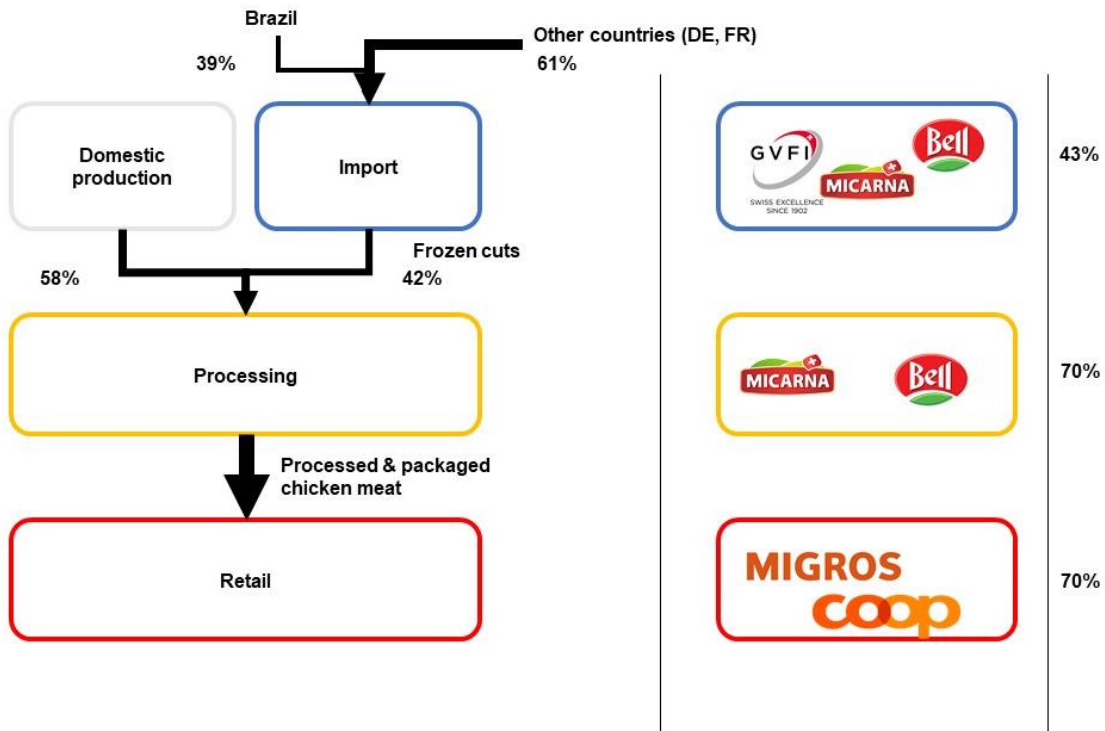 Brazil
Other countries (DE, FR)
39%
61%
Domestic
production
Import
GVFI
SWISS EXCELLENCE
SINCE 1902
MICARNA
Bell
43%
Frozen cuts
58%
42%
Processing
MICARNA
Bell
70%
Processed & packaged
chicken meat
Retail
MIGROS
coop
70%